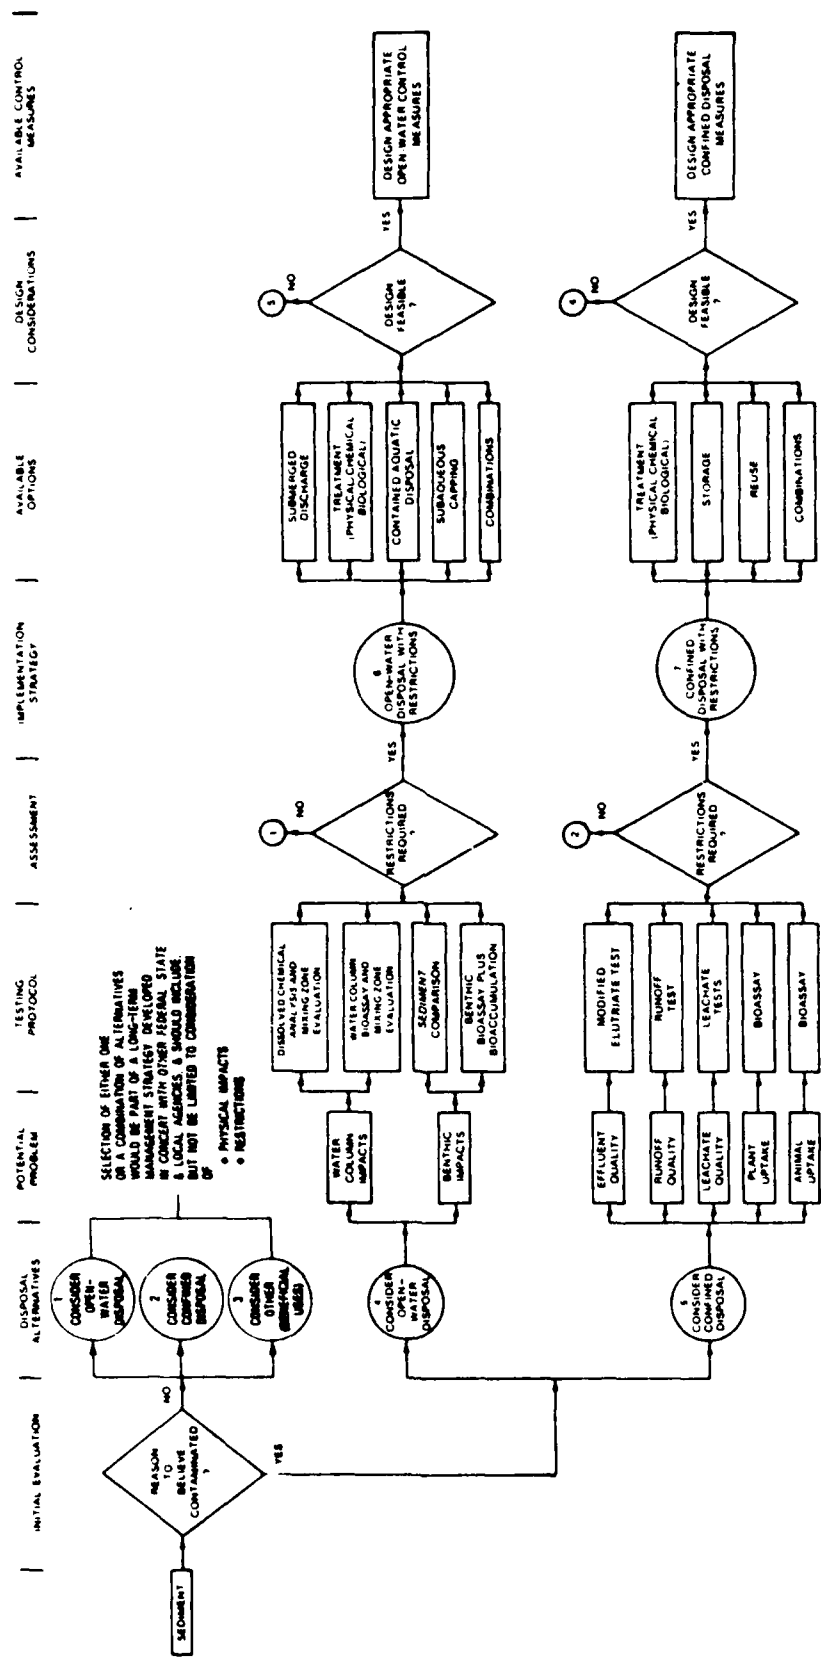 INITIAL EVALUATION
DISPOSAL
ALTERNATIVES
POTENTIAL
PROBLEM
TESTING
PROTOCOL
ASSESSMENT
IMPLEMENTATION
STRATEGY
AVAILABLE
OPTIONS
DESIGN
CONSIDERATIONS
AVAILABLE CONTROL
MEASURES
SEDIMENT
REASON
TO
BELIEVE
CONTAMINATED
?
NO
YES
1
CONSIDER
OPEN-
WATER
DISPOSAL
2
CONSIDER
CONFINED
DISPOSAL
3
CONSIDER
OTHER
(BENEFICIAL
USES)
SELECTION OF EITHER ONE
OR A COMBINATION OF ALTERNATIVES
WOULD BE PART OF A LONG-TERM
MANAGEMENT STRATEGY DEVELOPED
IN CONCERT WITH OTHER FEDERAL STATE
& LOCAL AGENCIES, & SHOULD INCLUDE,
BUT NOT BE LIMITED TO CONSIDERATION
OF
• PHYSICAL IMPACTS
• RESTRICTIONS
4
CONSIDER
OPEN-
WATER
DISPOSAL
WATER
COLUMN
IMPACTS
BENTHIC
IMPACTS
DISSOLVED CHEMICAL
ANALYSIS AND
MIXING ZONE
EVALUATION
WATER COLUMN
BIOASSAY AND
MIXING ZONE
EVALUATION
SEDIMENT
COMPARISON
BENTHIC
BIOASSAY PLUS
BIOACCUMULATION
RESTRICTIONS
REQUIRED
?
NO
1
YES
6
OPEN-WATER
DISPOSAL WITH
RESTRICTIONS
SUBMERGED
DISCHARGE
TREATMENT
(PHYSICAL/CHEMICAL
BIOLOGICAL)
CONTAINED AQUATIC
DISPOSAL
SUBAQUEOUS
CAPPING
COMBINATIONS
DESIGN
FEASIBLE
?
NO
5
YES
DESIGN APPROPRIATE
OPEN-WATER CONTROL
MEASURES
5
CONSIDER
CONFINED
DISPOSAL
EFFLUENT
QUALITY
RUNOFF
QUALITY
LEACHATE
QUALITY
PLANT
UPTAKE
ANIMAL
UPTAKE
MODIFIED
ELUTRIATE TEST
RUNOFF
TEST
LEACHATE
TESTS
BIOASSAY
BIOASSAY
RESTRICTIONS
REQUIRED
?
NO
2
YES
7
CONFINED
DISPOSAL WITH
RESTRICTIONS
TREATMENT
(PHYSICAL CHEMICAL
BIOLOGICAL)
STORAGE
REUSE
COMBINATIONS
DESIGN
FEASIBLE
?
NO
4
YES
DESIGN APPROPRIATE
CONFINED DISPOSAL
MEASURES